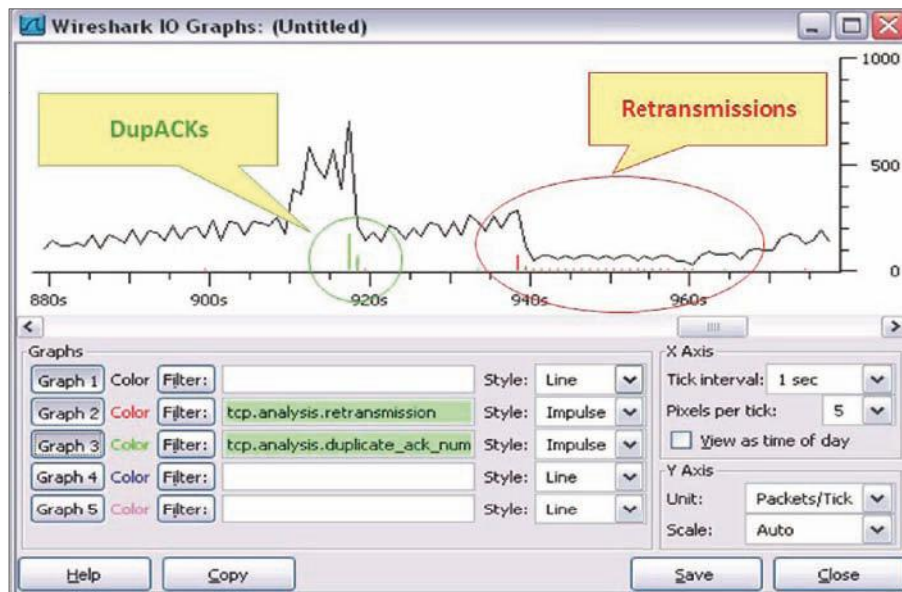 Wireshark IO Graphs: (Untitled)
1000
DupACKs
Retransmissions
500
0
880s 900s 920s 940s 960s
Graphs
Graph 1 Color Filter: Style: Line
Graph 2 Color Filter: tcp.analysis.retransmission Style: Impulse
Graph 3 Color Filter: tcp.analysis.duplicate_ack_num Style: Impulse
Graph 4 Color Filter: Style: Line
Graph 5 Color Filter: Style: Line
X Axis
Tick interval: 1 sec
Pixels per tick: 5
View as time of day
Y Axis
Unit: Packets/Tick
Scale: Auto
Help Copy Save Close